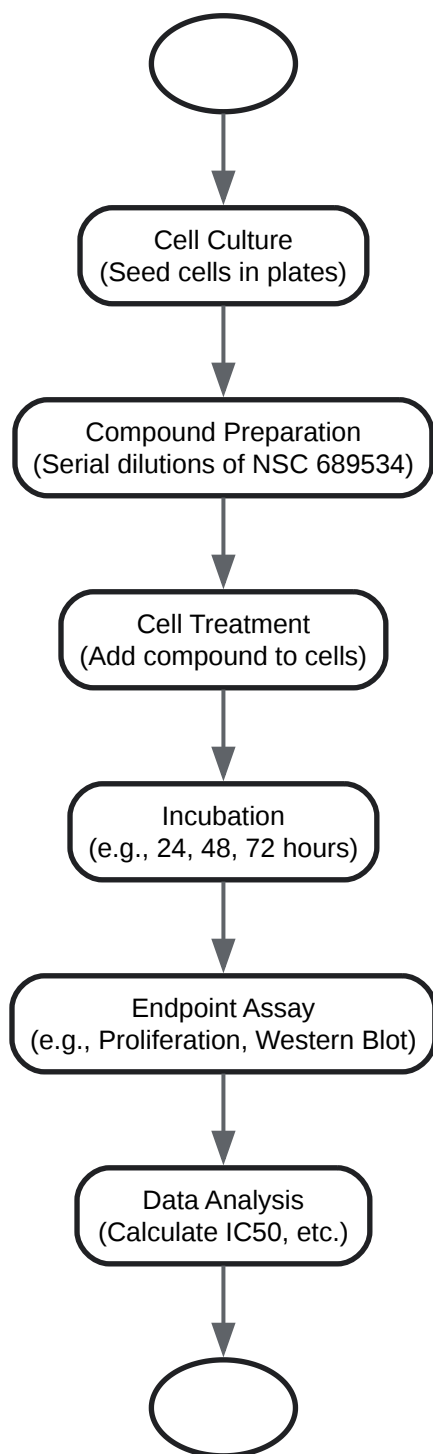 Cell Culture
(Seed cells in plates)
Compound Preparation
(Serial dilutions of NSC 689534)
Cell Treatment
(Add compound to cells)
Incubation
(e.g., 24, 48, 72 hours)
Endpoint Assay
(e.g., Proliferation, Western Blot)
Data Analysis
(Calculate IC50, etc.)